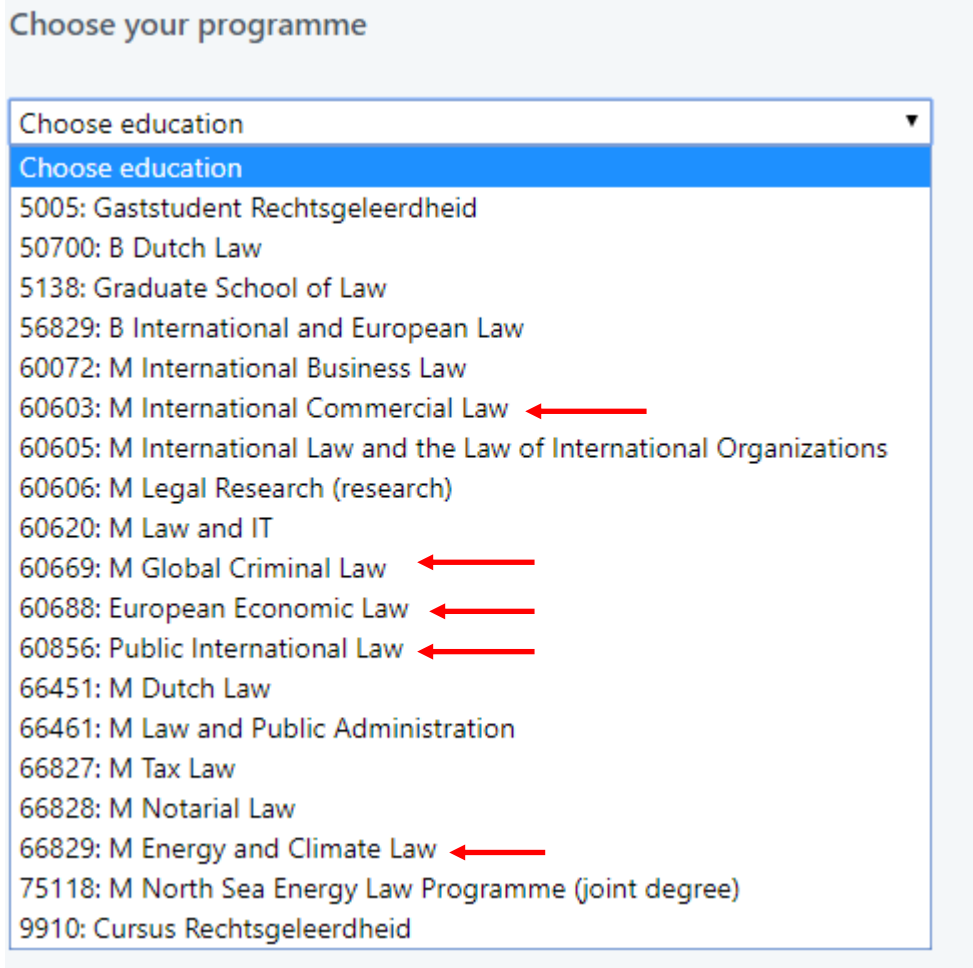 Choose your programme
Choose education
Choose education
5005: Gaststudent Rechtsgeleerdheid
50700: B Dutch Law
5138: Graduate School of Law
56829: B International and European Law
60072: M International Business Law
60603: M International Commercial Law
60605: M International Law and the Law of International Organizations
60606: M Legal Research (research)
60620: M Law and IT
60669: M Global Criminal Law
60688: European Economic Law
60856: Public International Law
66451: M Dutch Law
66461: M Law and Public Administration
66827: M Tax Law
66828: M Notarial Law
66829: M Energy and Climate Law
75118: M North Sea Energy Law Programme (joint degree)
9910: Cursus Rechtsgeleerdheid